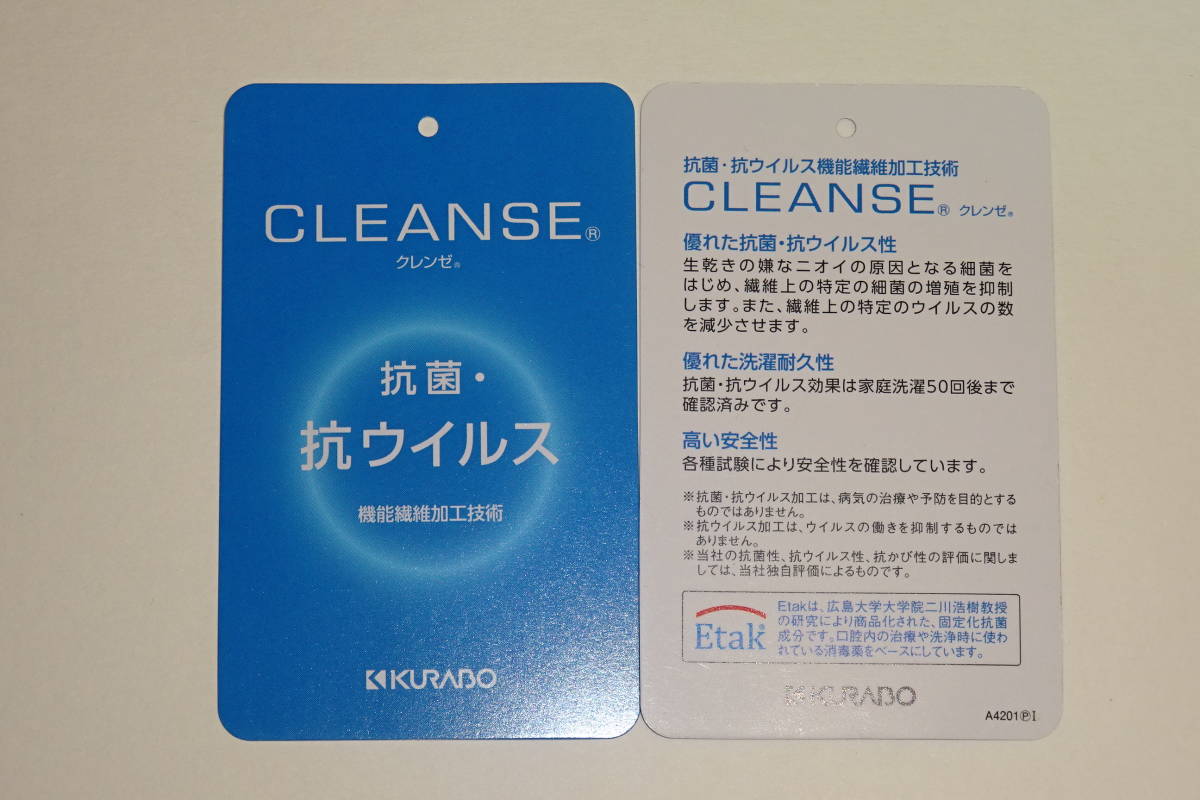 CLEANSE®
クレンゼ®
抗菌・
抗ウイルス
機能繊維加工技術
KURABO
抗菌・抗ウイルス機能繊維加工技術
CLEANSE® クレンゼ®
優れた抗菌・抗ウイルス性
生乾きの嫌なニオイの原因となる細菌を
はじめ、繊維上の特定の細菌の増殖を抑制
します。また、繊維上の特定のウイルスの数
を減少させます。
優れた洗濯耐久性
抗菌・抗ウイルス効果は家庭洗濯50回後まで
確認済みです。
高い安全性
各種試験により安全性を確認しています。
※抗菌・抗ウイルス加工は、病気の治療や予防を目的とする
ものではありません。
※抗ウイルス加工は、ウイルスの働きを抑制するものでは
ありません。
※当社の抗菌性、抗ウイルス性、抗かび性の評価に関しま
しては、当社独自評価によるものです。
Etak®
Etakは、広島大学大学院二川浩樹教授
の研究により商品化された、固定化抗菌
成分です。口腔内の治療や洗浄時に使わ
れている消毒薬をベースにしています。
KURABO
A4201ⓅI